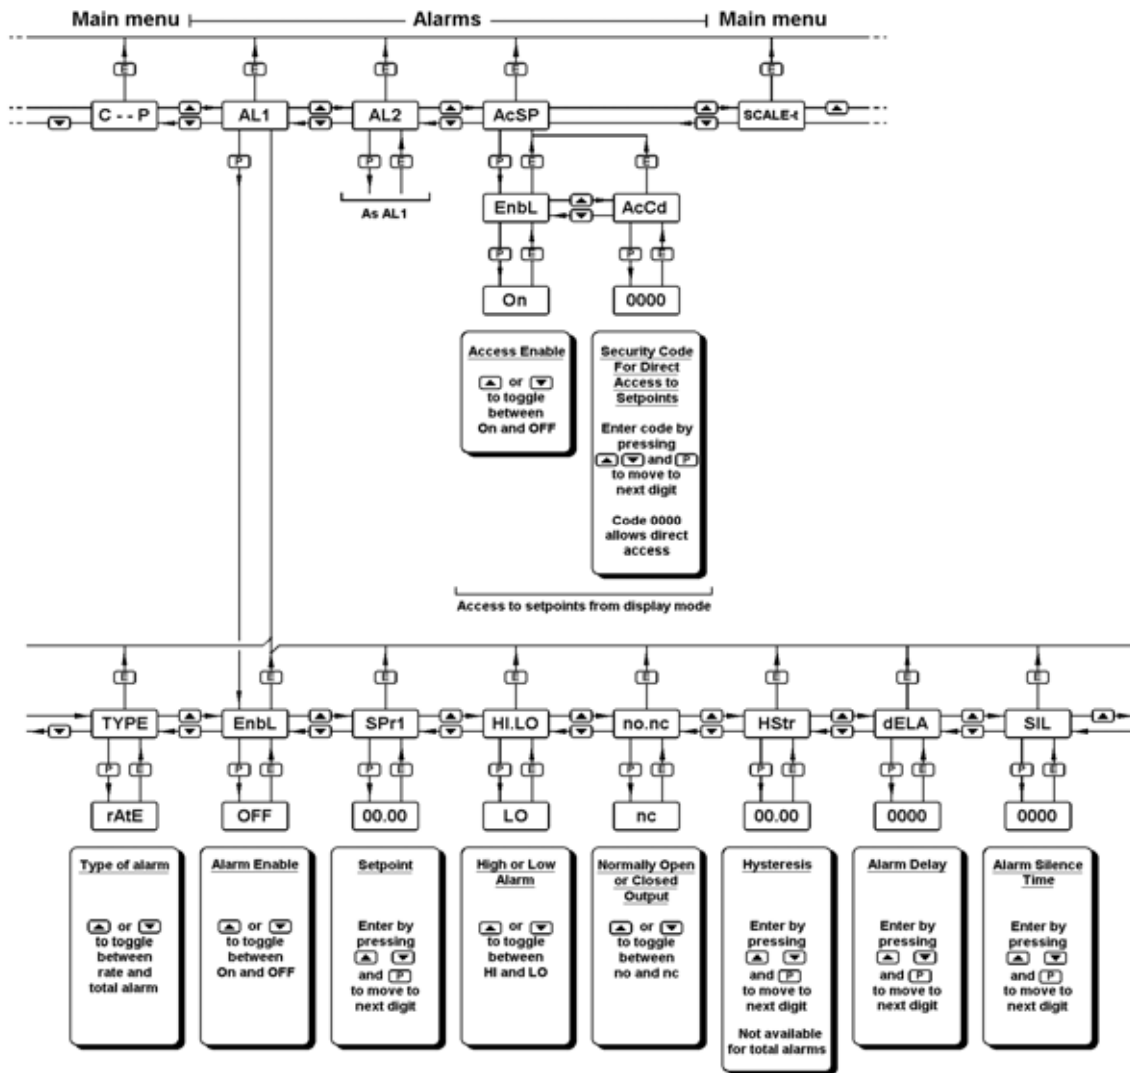 Main menu
Alarms
Main menu
E
E
E
E
E
C - - P
AL1
AL2
AcSP
SCALE-t
P
P
E
P
E
E
As AL1
EnbL
AcCd
P
E
P
E
On
0000
Access Enable
or
to toggle
between
On and OFF
Security Code
For Direct
Access to
Setpoints
Enter code by
pressing
and P
to move to
next digit
Code 0000
allows direct
access
Access to setpoints from display mode
E
E
E
E
E
E
E
E
TYPE
EnbL
SPr1
HI.LO
no.nc
HStr
dELA
SIL
P
E
P
E
P
E
P
E
P
E
P
E
P
E
P
E
rAtE
OFF
00.00
LO
nc
00.00
0000
0000
Type of alarm
or
to toggle
between
rate and
total alarm
Alarm Enable
or
to toggle
between
On and OFF
Setpoint
Enter by
pressing
and P
to move to
next digit
High or Low
Alarm
or
to toggle
between
HI and LO
Normally Open
or Closed
Output
or
to toggle
between
no and nc
Hysteresis
Enter by
pressing
and P
to move to
next digit
Not available
for total alarms
Alarm Delay
Enter by
pressing
and P
to move to
next digit
Alarm Silence
Time
Enter by
pressing
and P
to move to
next digit